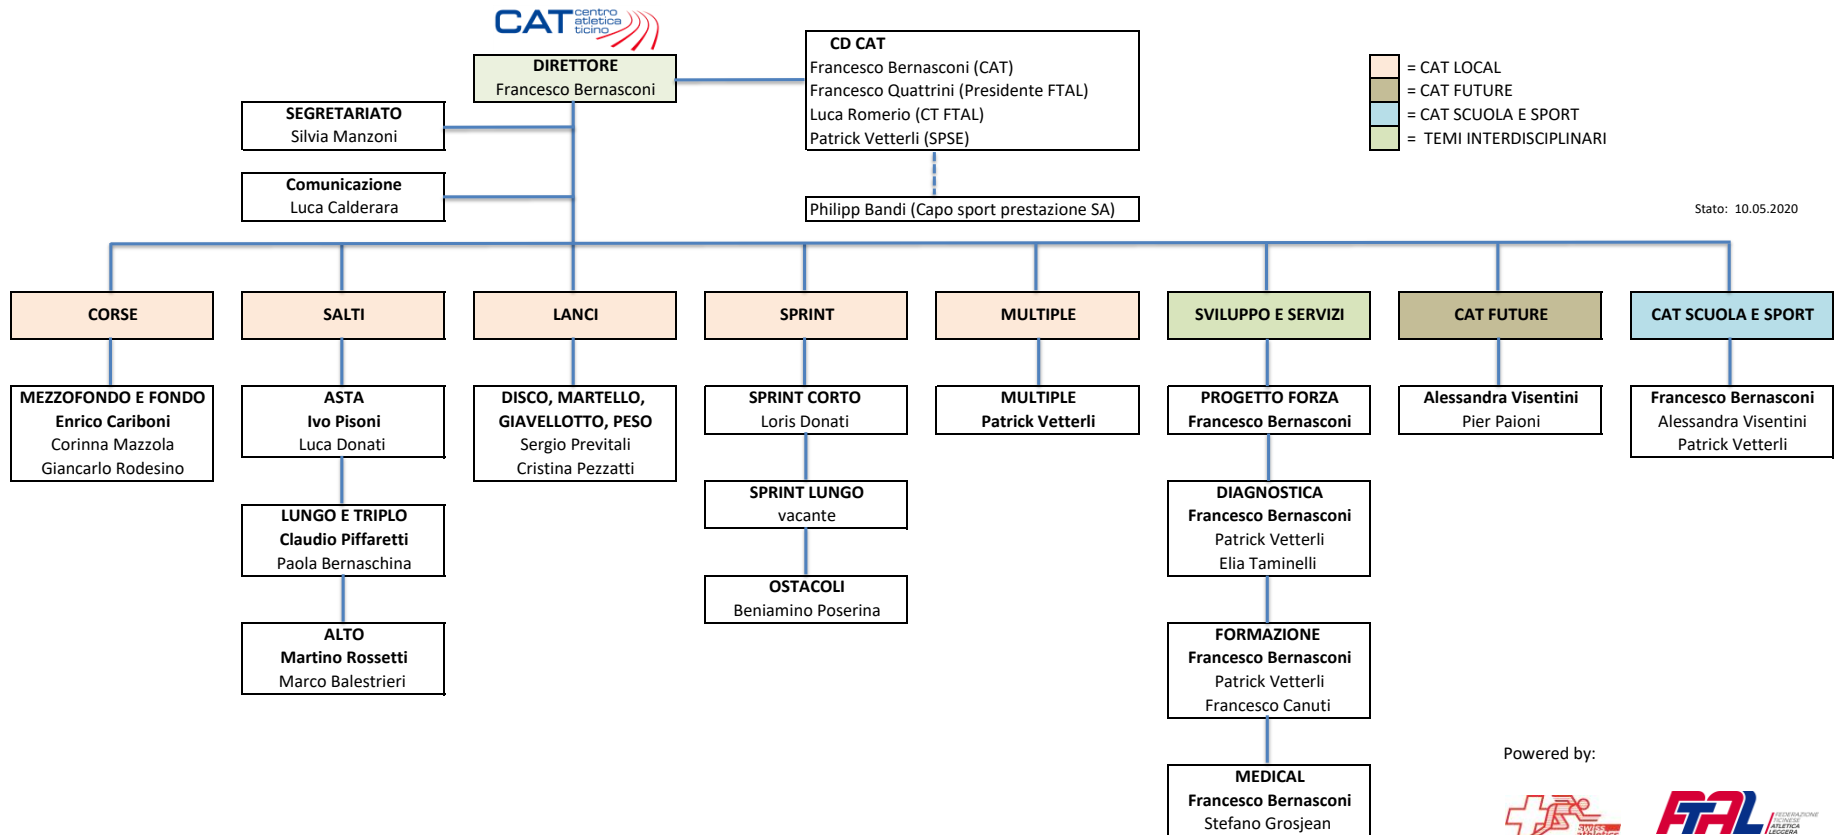 CAT centro
atletica
ticino
DIRETTORE
Francesco Bernasconi
CD CAT
Francesco Bernasconi (CAT)
Francesco Quattrini (Presidente FTAL)
Luca Romerio (CT FTAL)
Patrick Vetterli (SPSE)
= CAT LOCAL
= CAT FUTURE
= CAT SCUOLA E SPORT
= TEMI INTERDISCIPLINARI
SEGRETARIATO
Silvia Manzoni
Comunicazione
Luca Calderara
Philipp Bandi (Capo sport prestazione SA)
Stato: 10.05.2020
CORSE
SALTI
LANCI
SPRINT
MULTIPLE
SVILUPPO E SERVIZI
CAT FUTURE
CAT SCUOLA E SPORT
MEZZOFONDO E FONDO
Enrico Cariboni
Corinna Mazzola
Giancarlo Rodesino
ASTA
Ivo Pisoni
Luca Donati
LUNGO E TRIPLO
Claudio Piffaretti
Paola Bernaschina
ALTO
Martino Rossetti
Marco Balestrieri
DISCO, MARTELLO,
GIAVELLOTTO, PESO
Sergio Previtali
Cristina Pezzatti
SPRINT CORTO
Loris Donati
SPRINT LUNGO
vacante
OSTACOLI
Beniamino Poserina
MULTIPLE
Patrick Vetterli
PROGETTO FORZA
Francesco Bernasconi
DIAGNOSTICA
Francesco Bernasconi
Patrick Vetterli
Elia Taminelli
FORMAZIONE
Francesco Bernasconi
Patrick Vetterli
Francesco Canuti
MEDICAL
Francesco Bernasconi
Stefano Grosjean
Alessandra Visentini
Pier Paioni
Francesco Bernasconi
Alessandra Visentini
Patrick Vetterli
Powered by:
swiss
athletics
FTAL
FEDERAZIONE
TICINESE
ATLETICA
LEGGERA